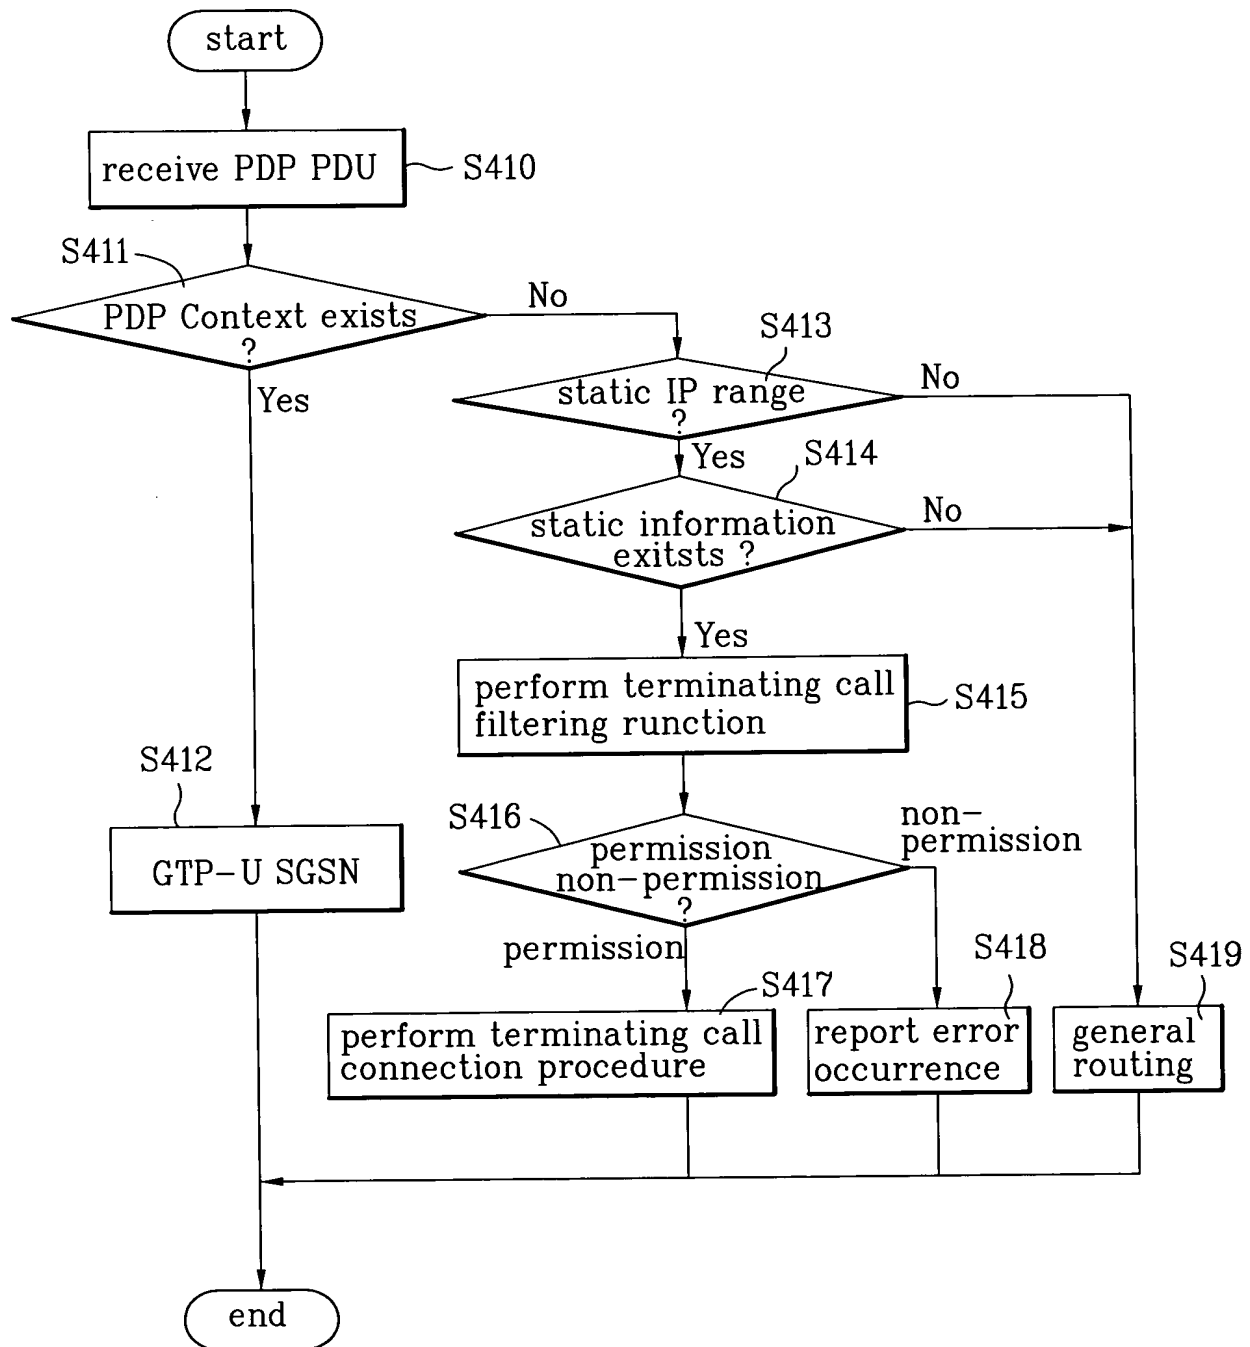 start
receive PDP PDU
S410
S411
PDP Context exists
?
No
Yes
S413
static IP range
?
No
Yes
S414
static information
exitsts ?
No
Yes
perform terminating call
filtering runction
S415
S412
GTP-U SGSN
S416
permission
non-permission
?
non-
permission
permission
S417
perform terminating call
connection procedure
S418
report error
occurrence
S419
general
routing
end